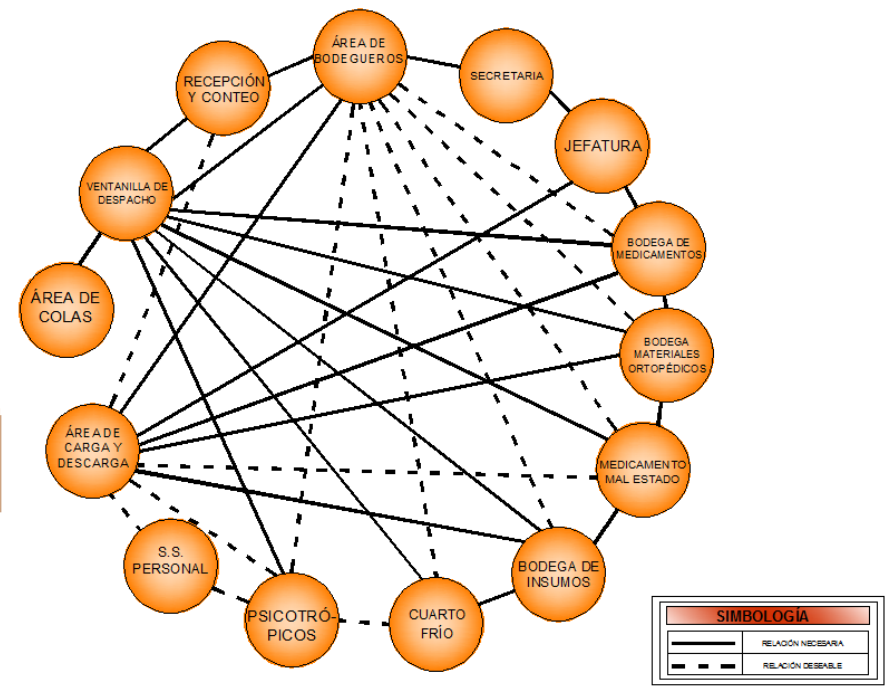 ÁREA DE
BODEGUEROS
SECRETARIA
RECEPCIÓN
Y CONTEO
JEFATURA
VENTANILLA DE
DESPACHO
BODEGA DE
MEDICAMENTOS
ÁREA DE
COLAS
BODEGA
MATERIALES
ORTOPÉDICOS
ÁREA DE
CARGA Y
DESCARGA
MEDICAMENTO
MAL ESTADO
S.S.
PERSONAL
BODEGA DE
INSUMOS
PSICOTRÓ-
PICOS
CUARTO
FRÍO
SIMBOLOGÍA
RELACIÓN NECESARIA
RELACIÓN DESEABLE